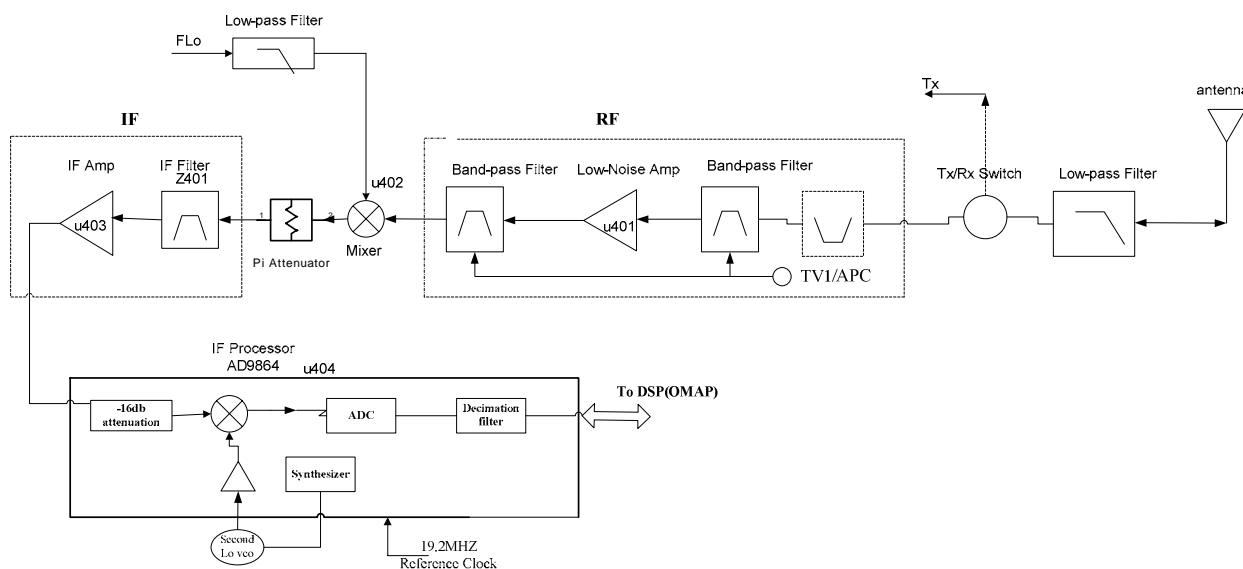 Low-pass Filter
FLo
Tx
antenna
IF
RF
IF Amp
IF Filter
Z401
u402
Band-pass Filter
Low-Noise Amp
Band-pass Filter
Tx/Rx Switch
Low-pass Filter
u403
1
2
u401
Mixer
Pi Attenuator
TV1/APC
IF Processor
AD9864
u404
To DSP(OMAP)
-16db
attenuation
ADC
Decimation
filter
Synthesizer
Second
Lo vco
19.2MHZ
Reference Clock